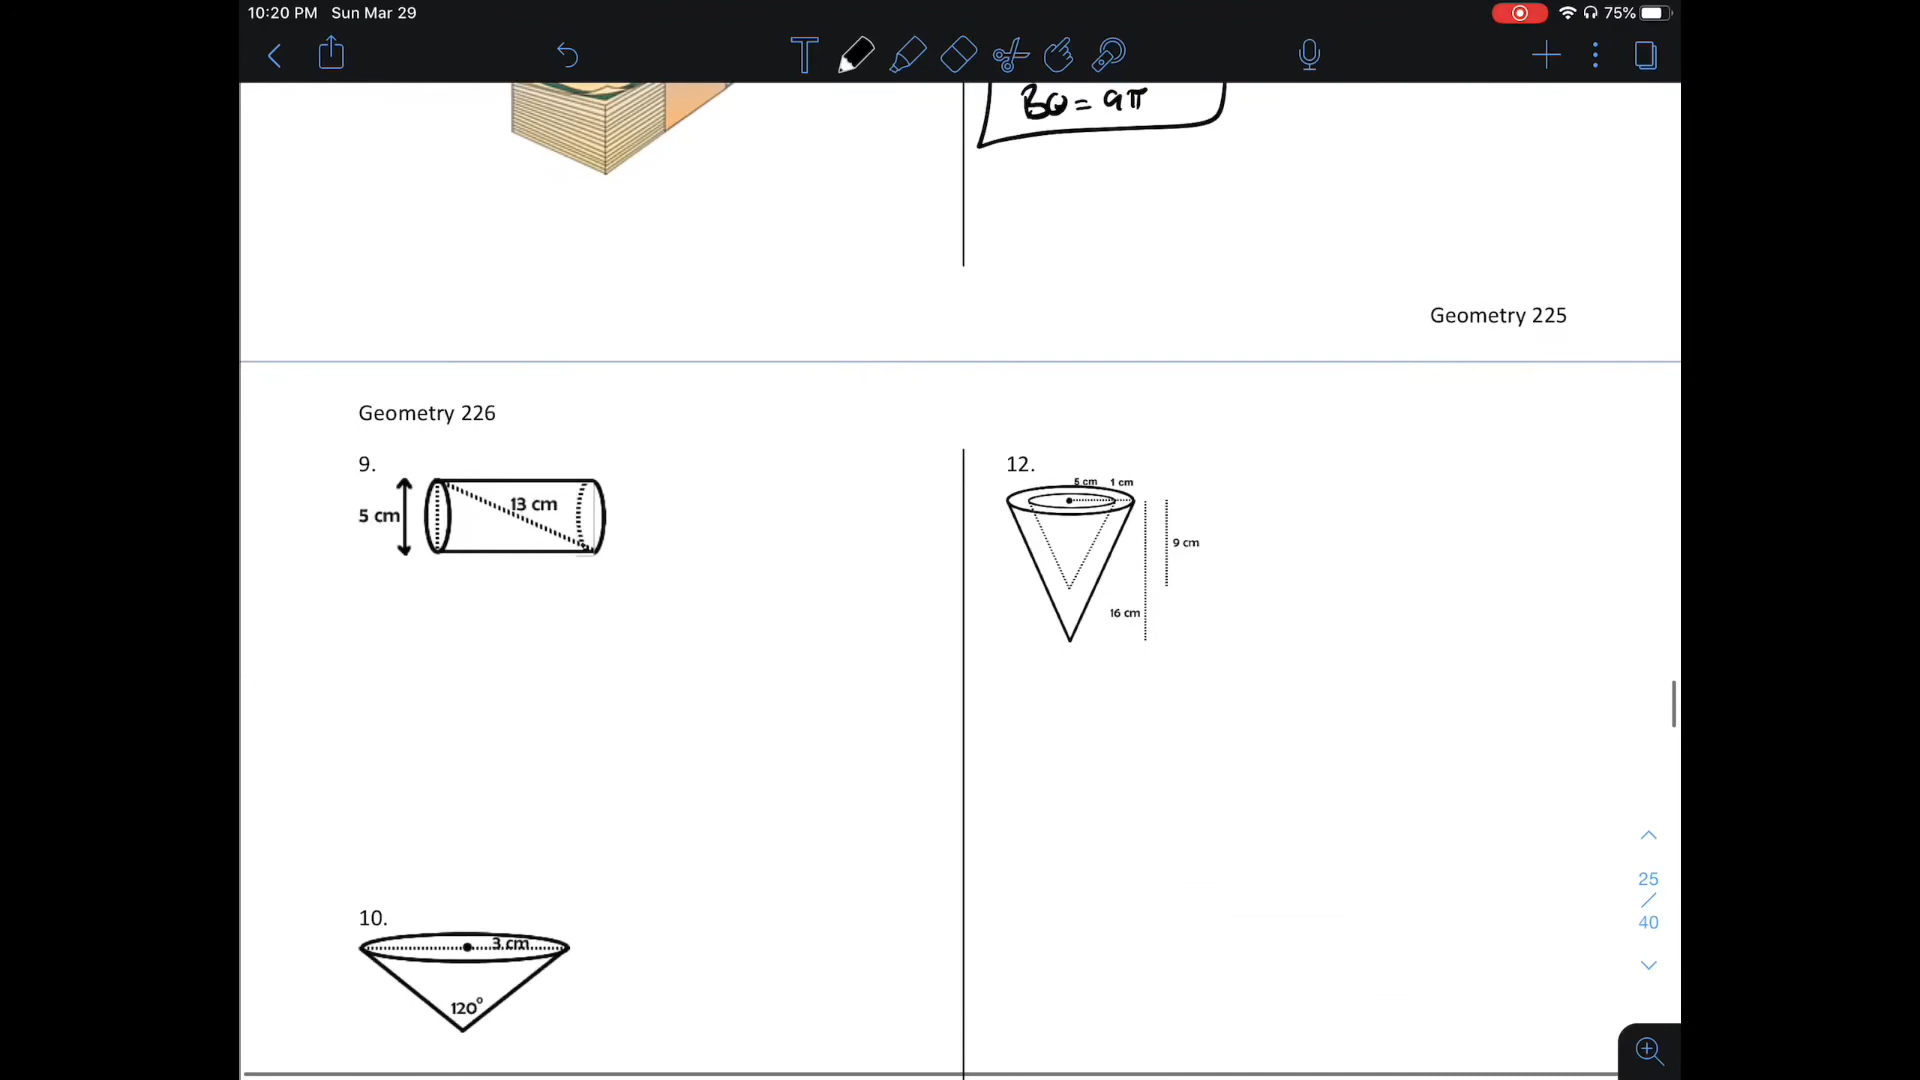 10:20 PM Sun Mar 29
75%
BQ = 9π
Geometry 225
Geometry 226
9.
5 cm
13 cm
12.
5 cm 1 cm
9 cm
16 cm
10.
3 cm
120°
25
/
40